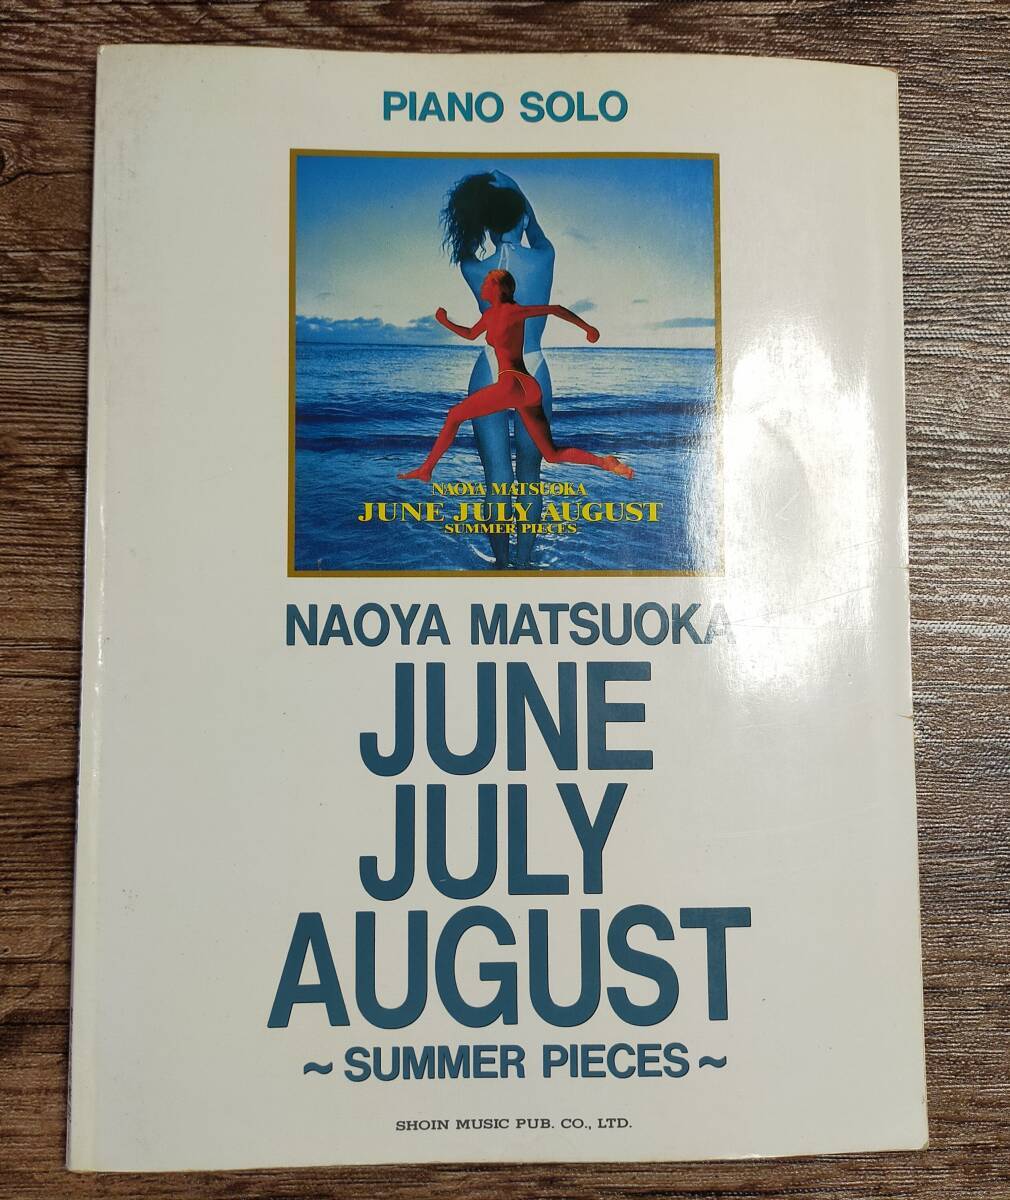 PIANO SOLO
NAOYA MATSUOKA
JUNE JULY AUGUST
SUMMER PIECES
NAOYA MATSUOKA
JUNE
JULY
AUGUST
~SUMMER PIECES~
SHOIN MUSIC PUB. CO., LTD.